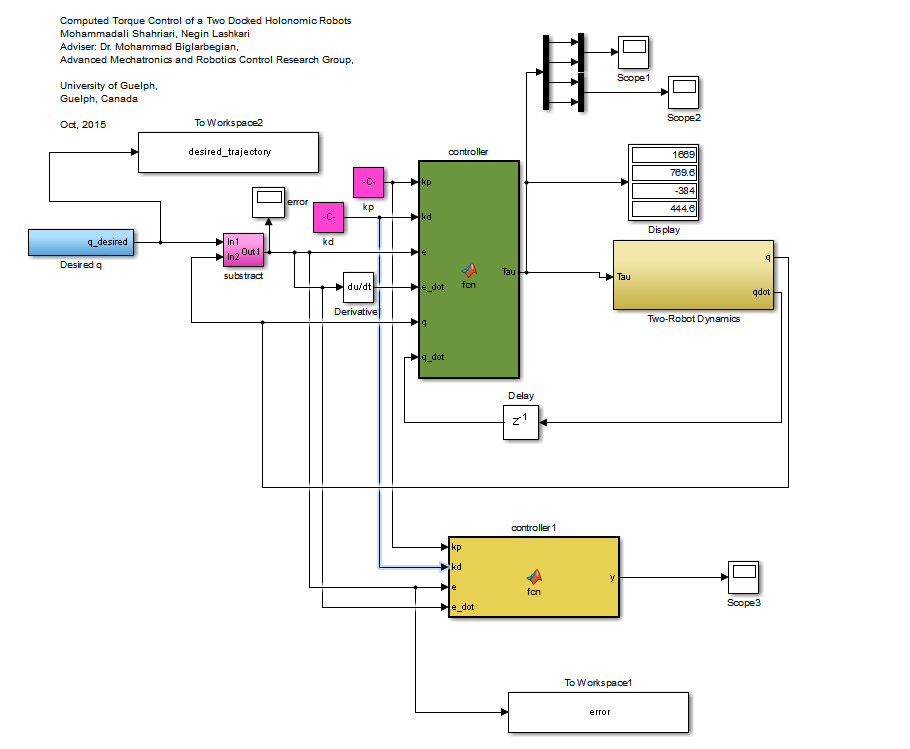 Computed Torque Control of a Two Docked Holonomic Robots
Mohammadali Shahriari, Negin Lashkari
Adviser: Dr. Mohammad Biglarbegian,
Advanced Mechatronics and Robotics Control Research Group,
University of Guelph,
Guelph, Canada
Oct, 2015
To Workspace2
desired_trajectory
Scope1
Scope2
controller
-C-
kp
-C-
kd
error
q_desired
Desired q
In1
In2
Out1
substract
du/dt
Derivative
kp
kd
e
e_dot
q
q_dot
Tau
fcn
1669
769.6
-384
444.6
Display
Tau
q
qdot
Two-Robot Dynamics
Delay
z-1
controller1
kp
kd
e
e_dot
fcn
y
Scope3
To Workspace1
error